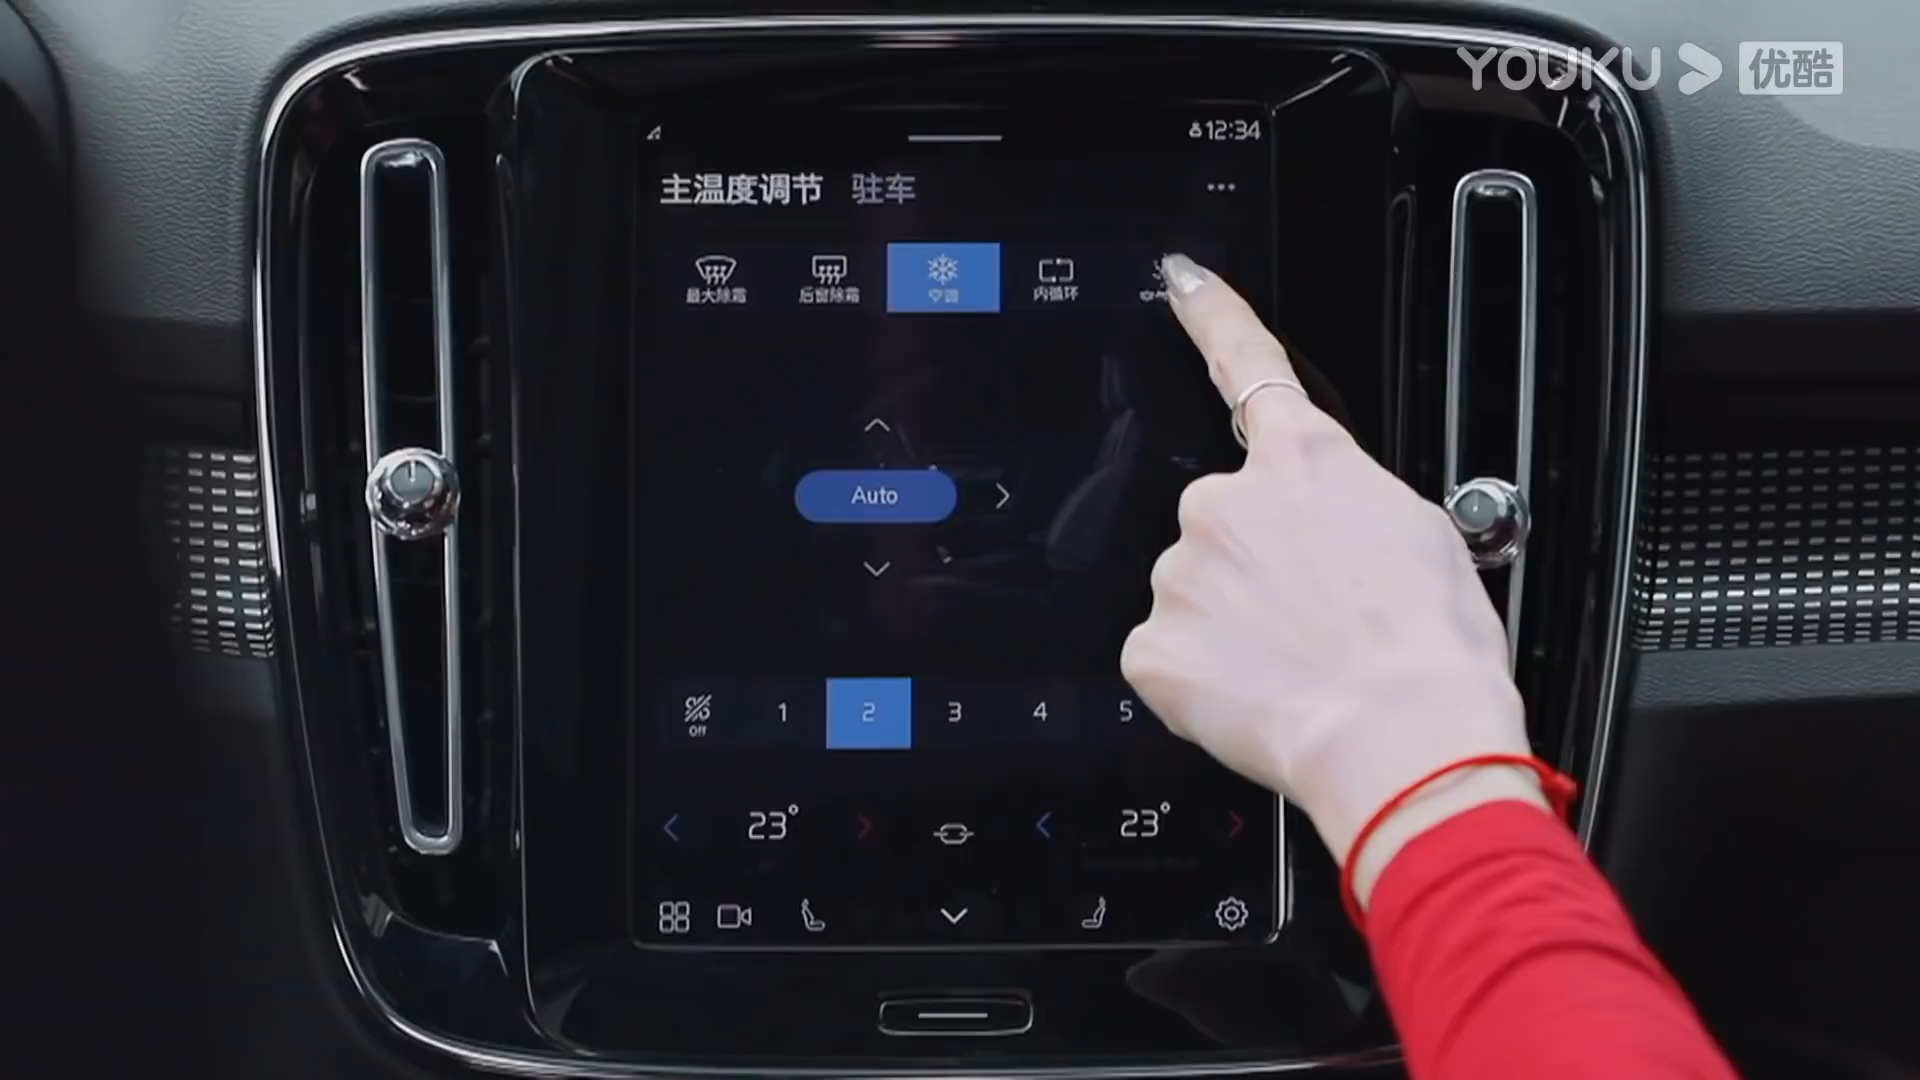 YOUKU 优酷
12:34
主温度调节 驻车
最大除霜 后窗除霜 空调 内循环
Auto
Off 1 2 3 4 5
23° 23°